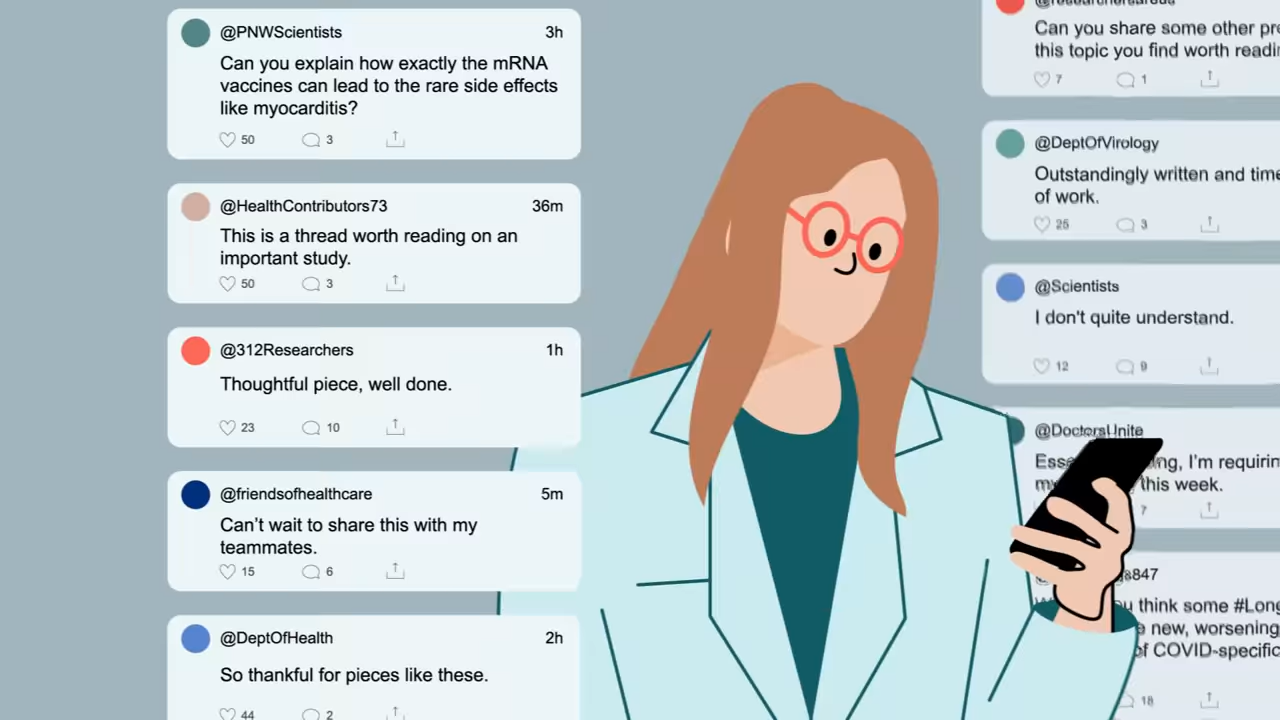 @PNWScientists 3h
Can you explain how exactly the mRNA
vaccines can lead to the rare side effects
like myocarditis?
50 3
@HealthContributors73 36m
This is a thread worth reading on an
important study.
50 3
@312Researchers 1h
Thoughtful piece, well done.
23 10
@friendsofhealthcare 5m
Can’t wait to share this with my
teammates.
15 6
@DeptOfHealth 2h
So thankful for pieces like these.
44 2
Can you share some other
this topic you find worth
7 1
@DeptOfVirology
Outstandingly written and
of work.
25 3
@Scientists
I don't quite understand.
12 9
@DoctorsUnite
I'm
this week.
7
think some
new, worsening
of
18